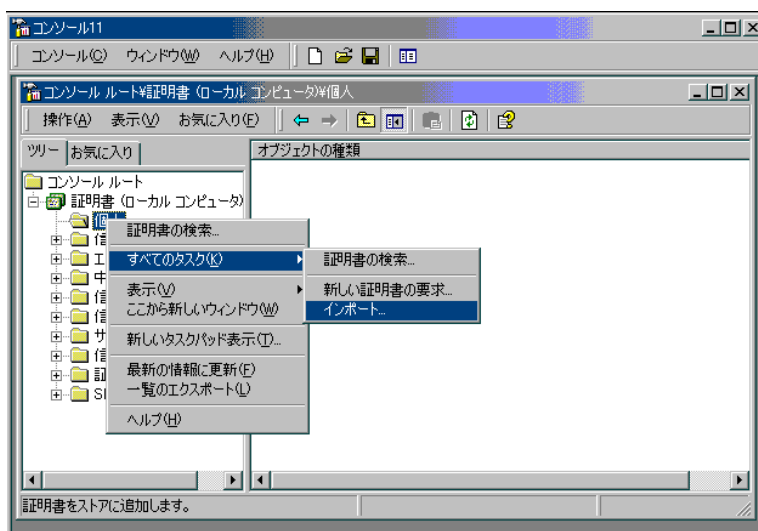 コンソール11
コンソール(C) ウィンドウ(W) ヘルプ(H)
コンソール ルート¥証明書 (ローカル コンピュータ)¥個人
操作(A) 表示(V) お気に入り(F)
ツリー お気に入り
オブジェクトの種類
コンソール ルート
証明書 (ローカル コンピュータ)
証明書の検索...
すべてのタスク(K)
表示(V)
ここから新しいウィンドウ(W)
新しいタスクパッド表示(T)...
最新の情報に更新(F)
一覧のエクスポート(L)
ヘルプ(H)
証明書の検索...
新しい証明書の要求...
インポート...
証明書をストアに追加します。